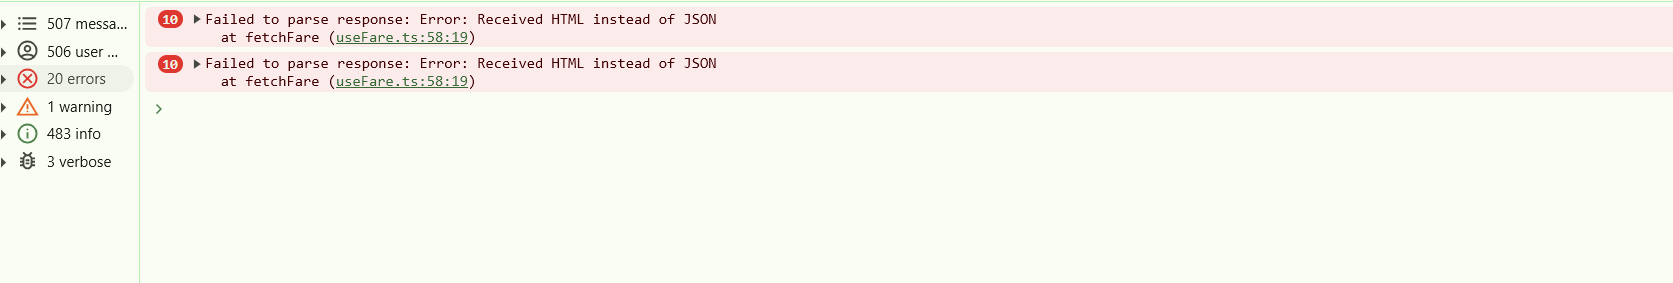 507 messa...
506 user ...
20 errors
1 warning
483 info
3 verbose
10 Failed to parse response: Error: Received HTML instead of JSON
at fetchFare (useFare.ts:58:19)
10 Failed to parse response: Error: Received HTML instead of JSON
at fetchFare (useFare.ts:58:19)